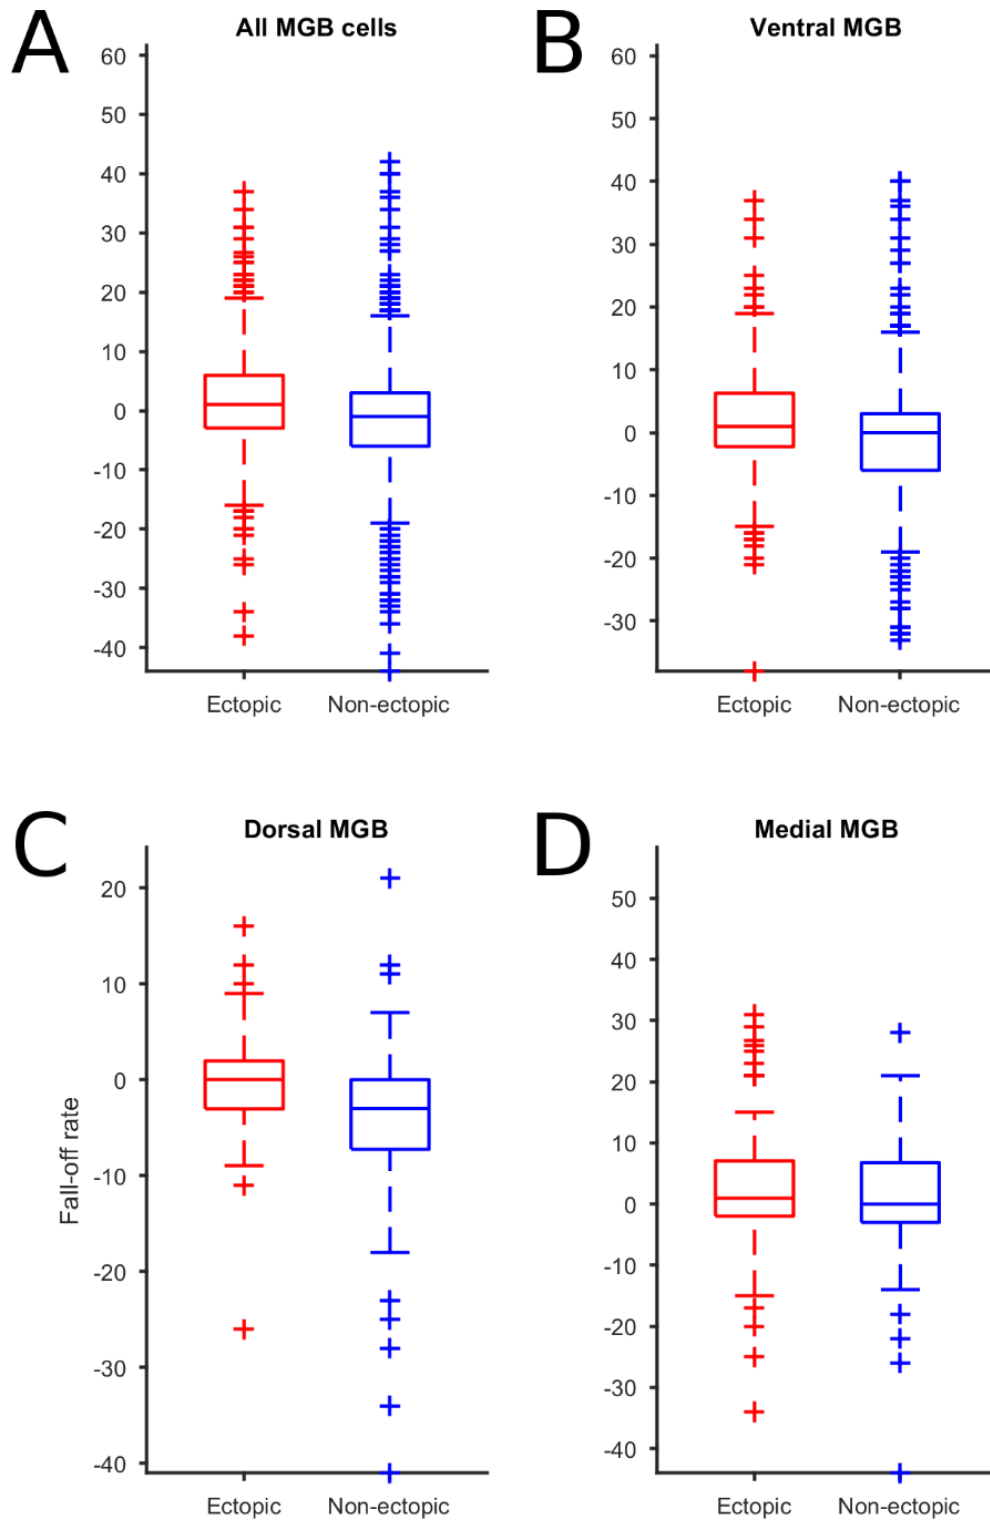 A
All MGB cells
60
50
40
30
20
10
0
-10
-20
-30
-40
Ectopic
Non-ectopic
B
Ventral MGB
60
50
40
30
20
10
0
-10
-20
-30
Ectopic
Non-ectopic
C
Dorsal MGB
Fall-off rate
20
10
0
-10
-20
-30
-40
Ectopic
Non-ectopic
D
Medial MGB
50
40
30
20
10
0
-10
-20
-30
-40
Ectopic
Non-ectopic